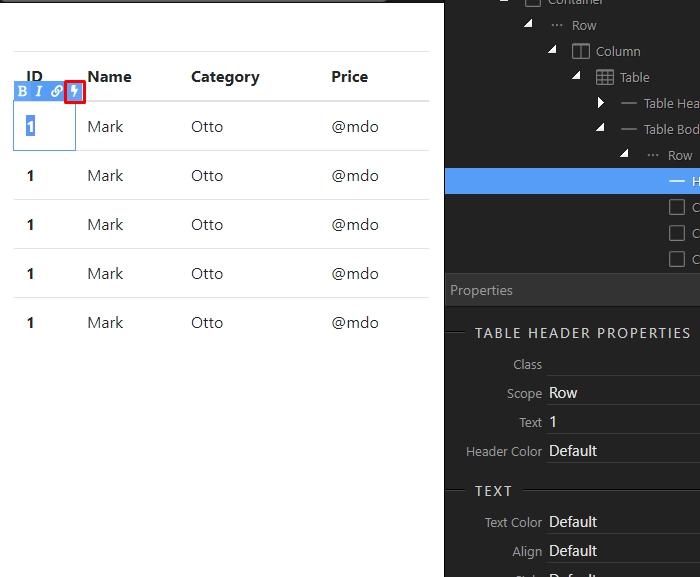 Container
Row
Column
Table
Table Hea
Table Bod
Row
H
C
C
C
ID Name Category Price
B I
1 Mark Otto @mdo
1 Mark Otto @mdo
1 Mark Otto @mdo
1 Mark Otto @mdo
1 Mark Otto @mdo
Properties
TABLE HEADER PROPERTIES
Class
Scope Row
Text 1
Header Color Default
TEXT
Text Color Default
Align Default